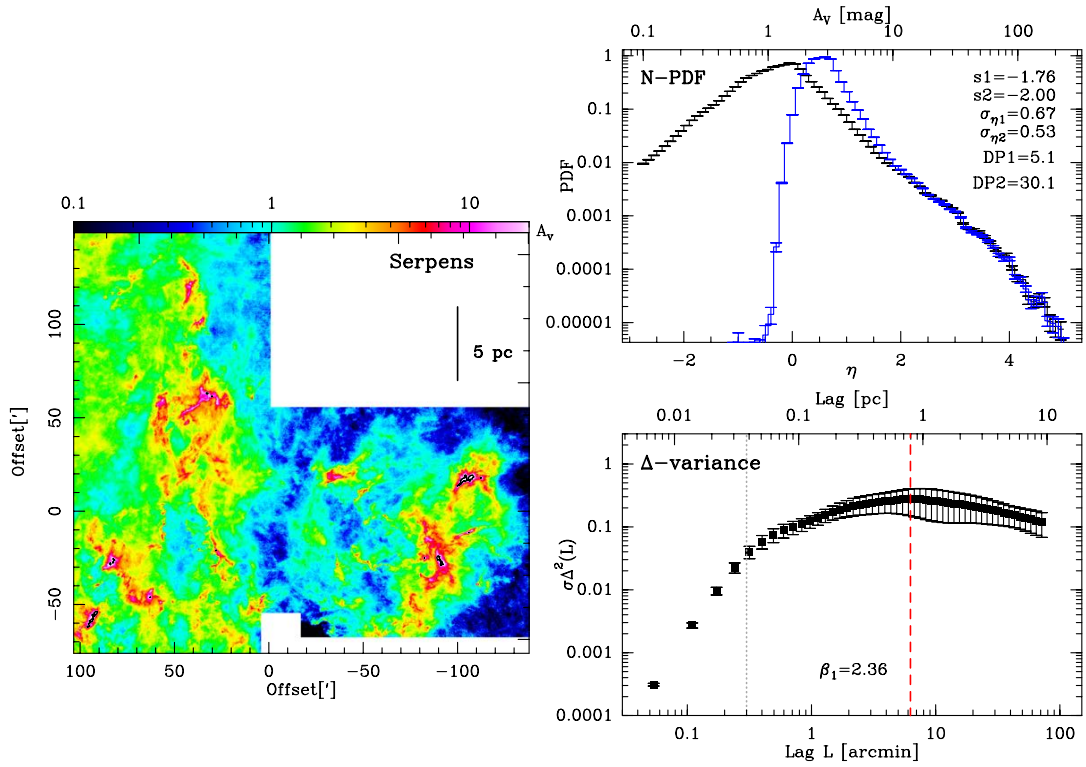 0.1 1 10
A_V
Serpens
5 pc
100
50
0
−50
Offset[′]
100 50 0 −50 −100
Offset[′]
A_V [mag]
0.1 1 10 100
N−PDF
s1=−1.76
s2=−2.00
σ_η1=0.67
σ_η2=0.53
DP1=5.1
DP2=30.1
PDF
1
0.1
0.01
0.001
0.0001
0.00001
−2 0 2 4
η
Lag [pc]
0.01 0.1 1 10
Δ−variance
σΔ²(L)
1
0.1
0.01
0.001
0.0001
β₁=2.36
0.1 1 10 100
Lag L [arcmin]